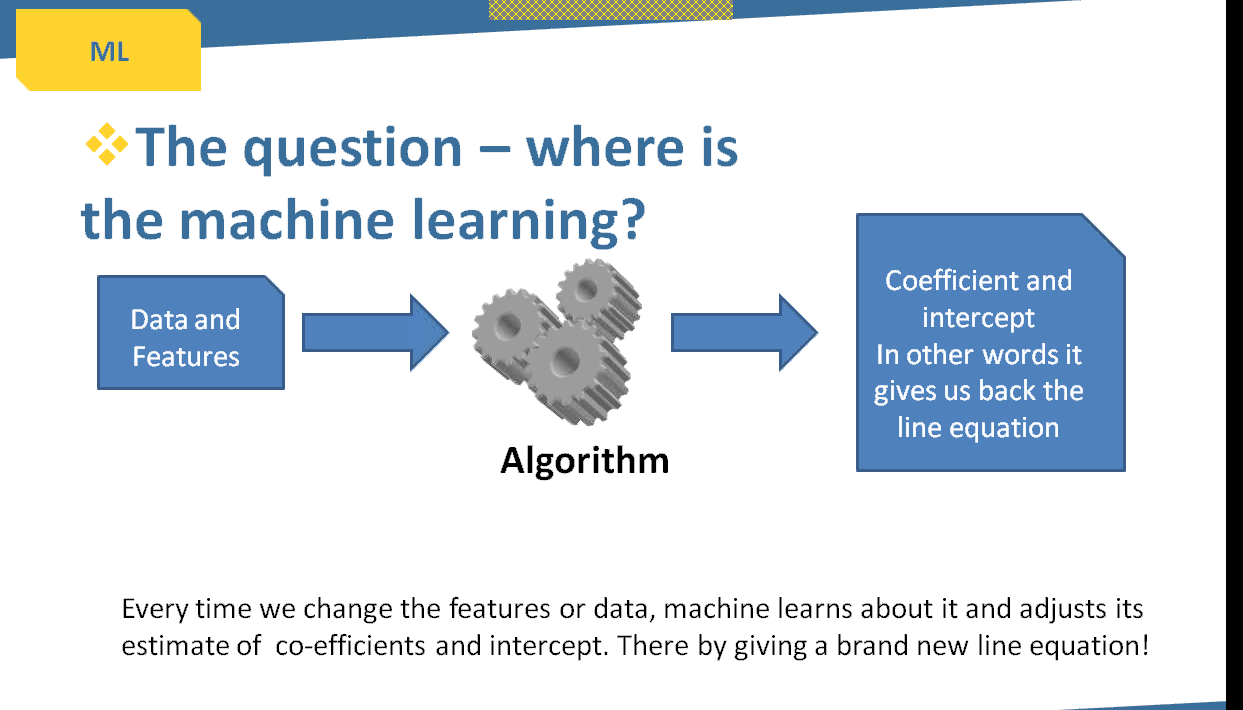 ML
❖The question – where is
the machine learning?
Data and
Features
Algorithm
Coefficient and
intercept
In other words it
gives us back the
line equation
Every time we change the features or data, machine learns about it and adjusts its
estimate of  co-efficients and intercept. There by giving a brand new line equation!